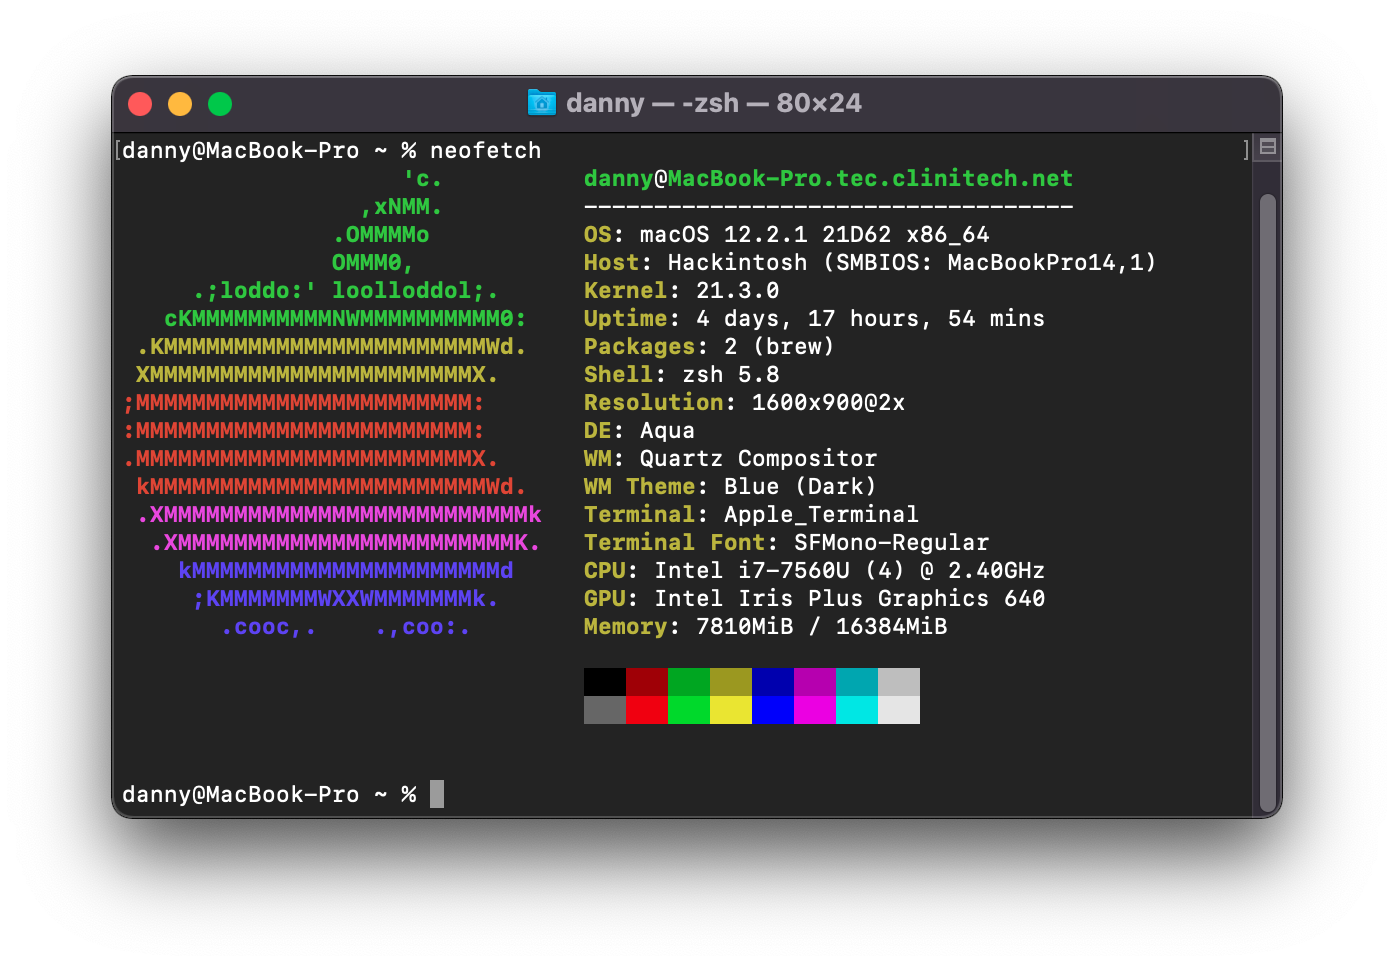 danny — -zsh — 80×24
[danny@MacBook-Pro ~ % neofetch ]
'c. danny@MacBook-Pro.tec.clinitech.net
,xNMM. -----------------------------------
.OMMMMo OS: macOS 12.2.1 21D62 x86_64
OMMM0, Host: Hackintosh (SMBIOS: MacBookPro14,1)
.;loddo:' loolloddol;. Kernel: 21.3.0
cKMMMMMMMMMMNWMMMMMMMMMM0: Uptime: 4 days, 17 hours, 54 mins
.KMMMMMMMMMMMMMMMMMMMMMMMWd. Packages: 2 (brew)
XMMMMMMMMMMMMMMMMMMMMMMMX. Shell: zsh 5.8
;MMMMMMMMMMMMMMMMMMMMMMMM: Resolution: 1600x900@2x
:MMMMMMMMMMMMMMMMMMMMMMMM: DE: Aqua
.MMMMMMMMMMMMMMMMMMMMMMMMX. WM: Quartz Compositor
kMMMMMMMMMMMMMMMMMMMMMMMMWd. WM Theme: Blue (Dark)
.XMMMMMMMMMMMMMMMMMMMMMMMMMMk Terminal: Apple_Terminal
.XMMMMMMMMMMMMMMMMMMMMMMMMK. Terminal Font: SFMono-Regular
kMMMMMMMMMMMMMMMMMMMMMMd CPU: Intel i7-7560U (4) @ 2.40GHz
;KMMMMMMMWXXWMMMMMMMk. GPU: Intel Iris Plus Graphics 640
.cooc,. .,coo:. Memory: 7810MiB / 16384MiB
danny@MacBook-Pro ~ %